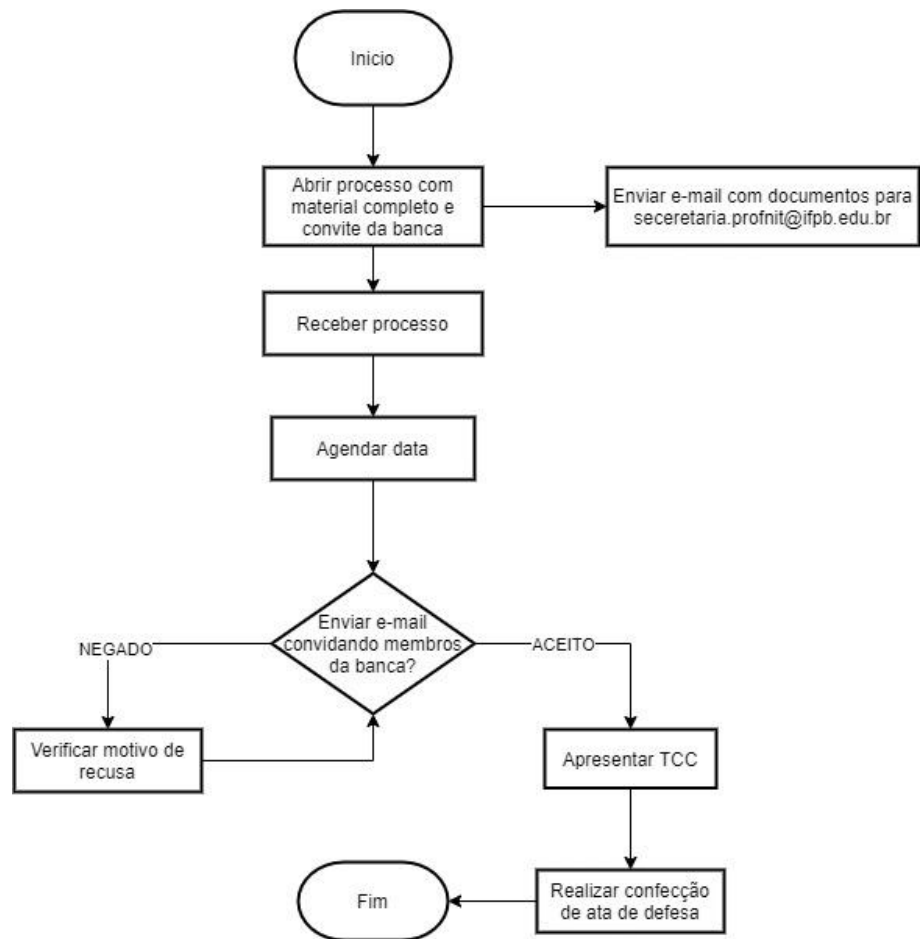 Inicio
Abrir processo com
material completo e
convite da banca
Enviar e-mail com documentos para
seceretaria.profnit@ifpb.edu.br
Receber processo
Agendar data
Enviar e-mail
convidando membros
da banca?
NEGADO
ACEITO
Verificar motivo de
recusa
Apresentar TCC
Realizar confecção
de ata de defesa
Fim